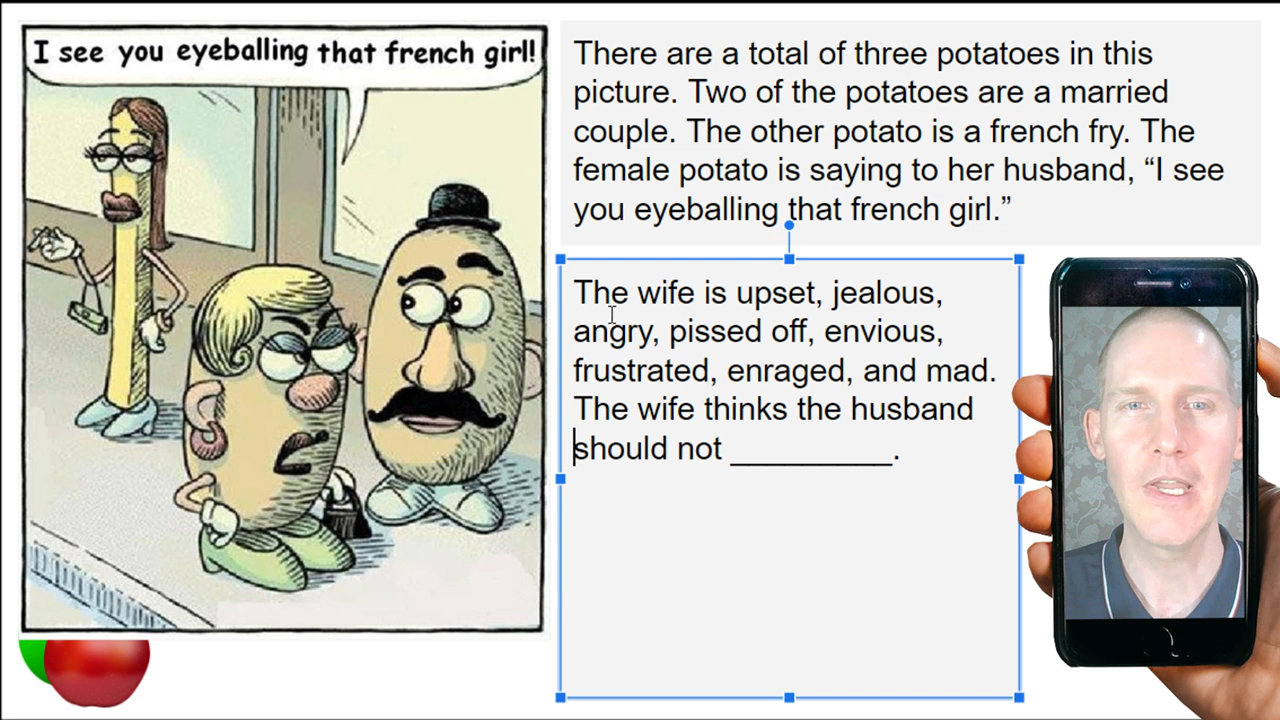 I see you eyeballing that french girl!
There are a total of three potatoes in this
picture. Two of the potatoes are a married
couple. The other potato is a french fry. The
female potato is saying to her husband, “I see
you eyeballing that french girl.”
The wife is upset, jealous,
angry, pissed off, envious,
frustrated, enraged, and mad.
The wife thinks the husband
should not _________.